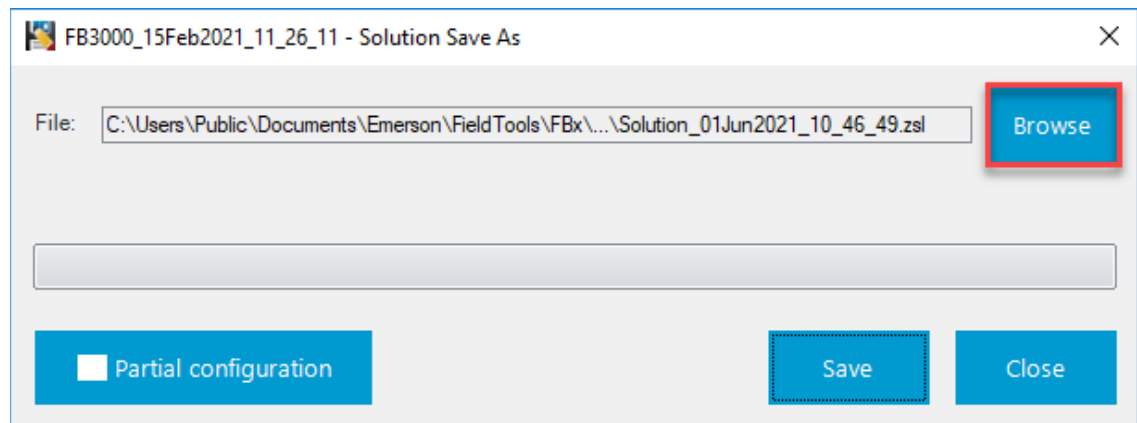 FB3000_15Feb2021_11_26_11 - Solution Save As
File: C:\Users\Public\Documents\Emerson\FieldTools\FBx\...\Solution_01Jun2021_10_46_49.zsl Browse
Partial configuration Save Close